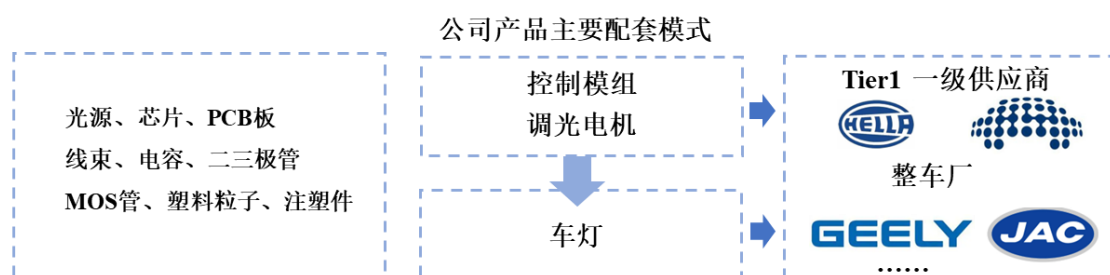 公司产品主要配套模式
光源、芯片、PCB板
线束、电容、二三极管
MOS管、塑料粒子、注塑件
控制模组
调光电机
车灯
Tier1 一级供应商
HELLA
整车厂
GEELY
JAC
......